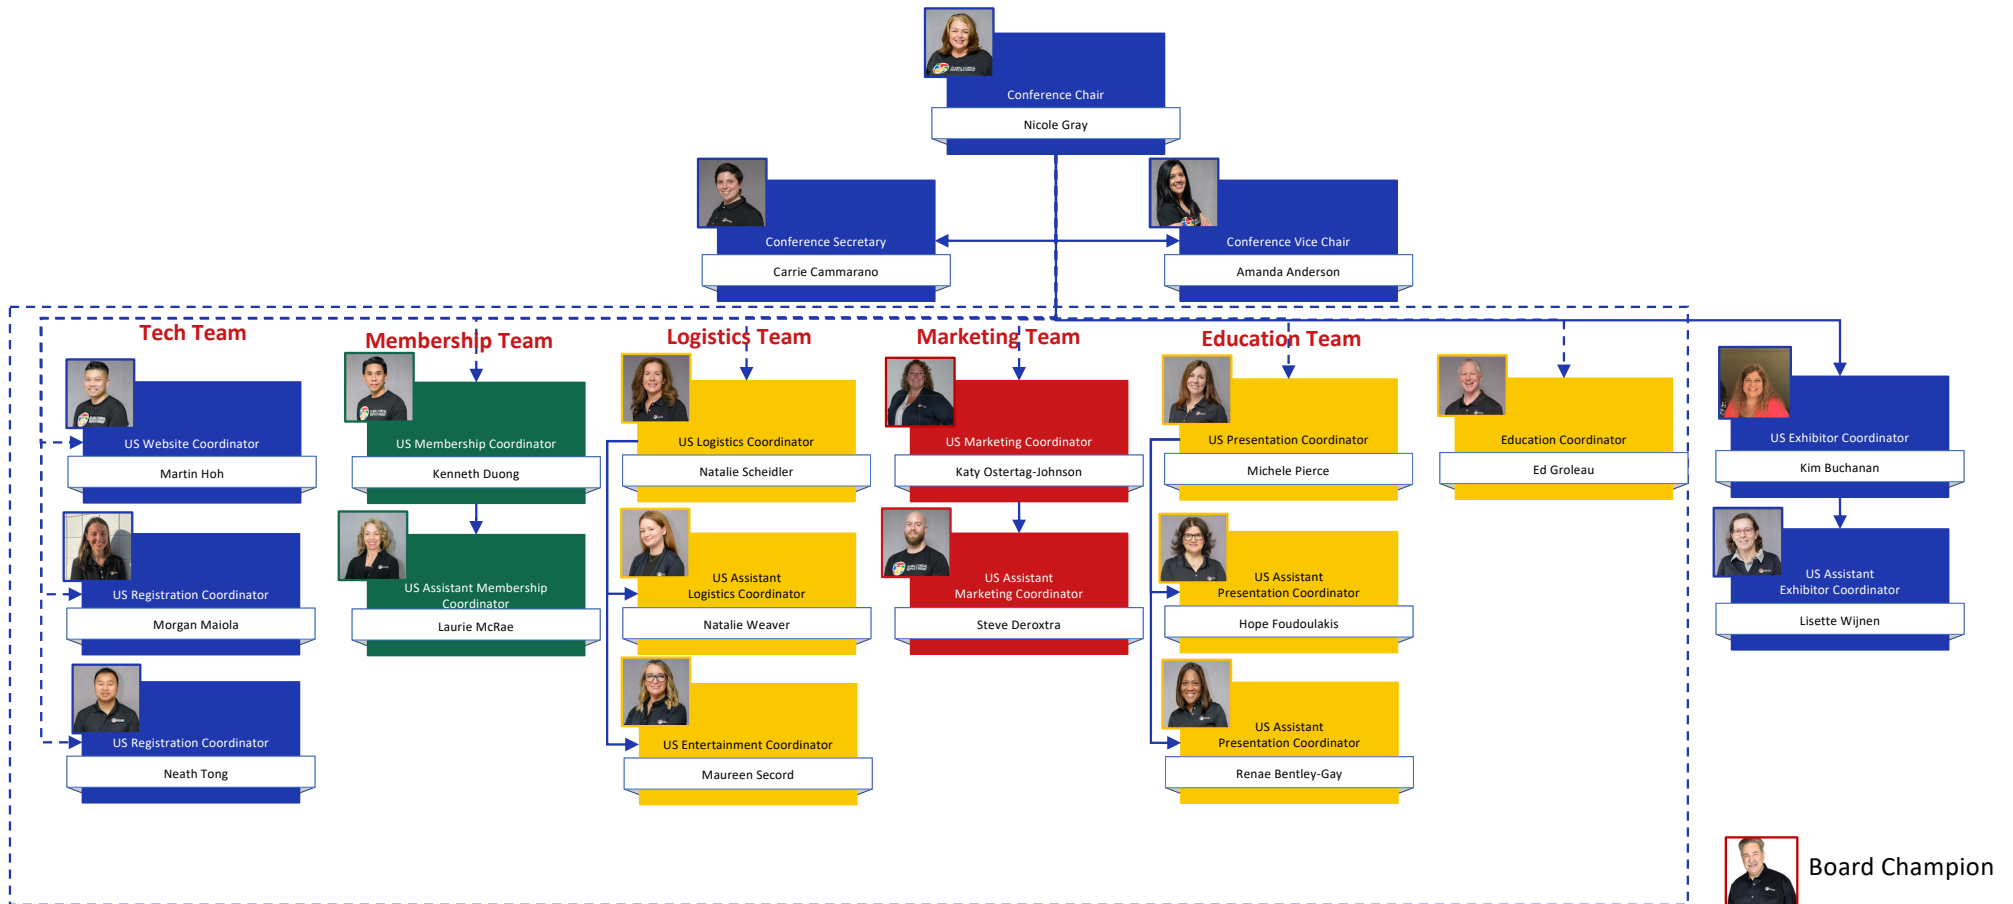 Conference Chair
Nicole Gray
Conference Secretary
Carrie Cammarano
Conference Vice Chair
Amanda Anderson
Tech Team
Membership Team
Logistics Team
Marketing Team
Education Team
US Website Coordinator
Martin Hoh
US Membership Coordinator
Kenneth Duong
US Logistics Coordinator
Natalie Scheidler
US Marketing Coordinator
Katy Ostertag-Johnson
US Presentation Coordinator
Michele Pierce
Education Coordinator
Ed Groleau
US Exhibitor Coordinator
Kim Buchanan
US Registration Coordinator
Morgan Maiola
US Assistant Membership
Coordinator
Laurie McRae
US Assistant
Logistics Coordinator
Natalie Weaver
US Assistant
Marketing Coordinator
Steve Deroxtra
US Assistant
Presentation Coordinator
Hope Foudoulakis
US Assistant
Exhibitor Coordinator
Lisette Wijnen
US Registration Coordinator
Neath Tong
US Entertainment Coordinator
Maureen Secord
US Assistant
Presentation Coordinator
Renae Bentley-Gay
Board Champion